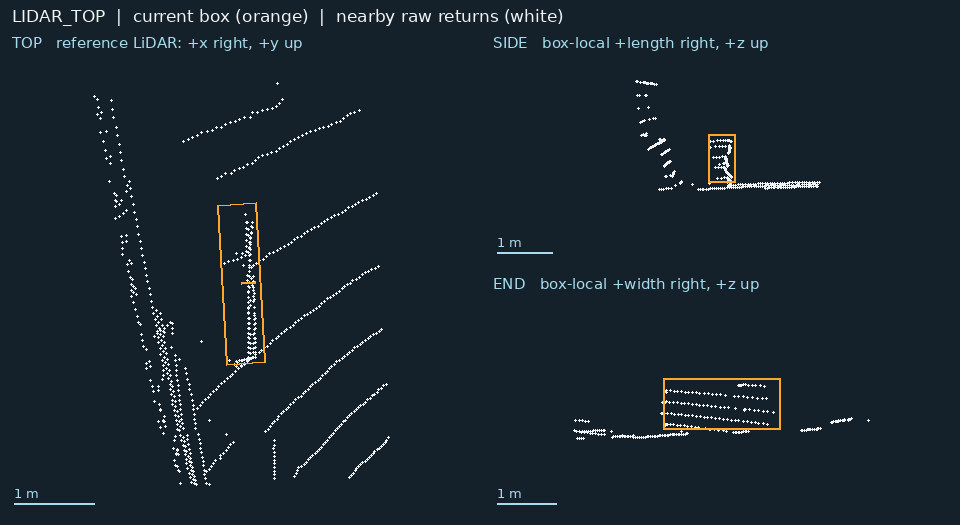 LIDAR_TOP  |  current box (orange)  |  nearby raw returns (white)
TOP   reference LiDAR: +x right, +y up
SIDE   box-local +length right, +z up
1 m
END   box-local +width right, +z up
1 m
1 m